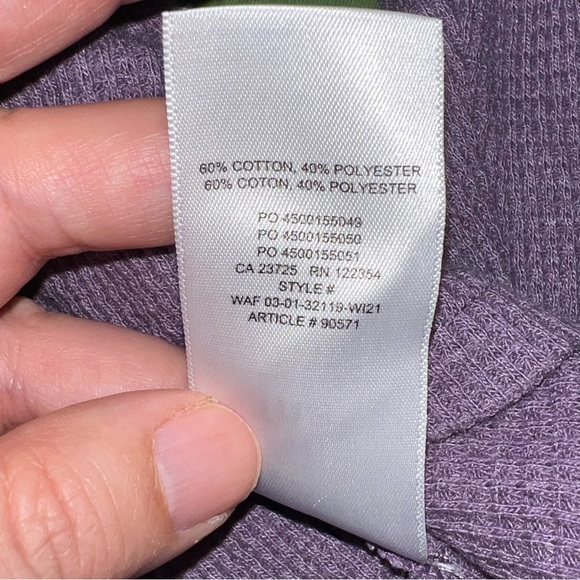 60% COTTON, 40% POLYESTER
60% COTON, 40% POLYESTER
PO 4500155049
PO 4500155050
PO 4500155051
CA 23725 RN 122354
STYLE #
WAF 03-01-32119-WI21
ARTICLE # 90571